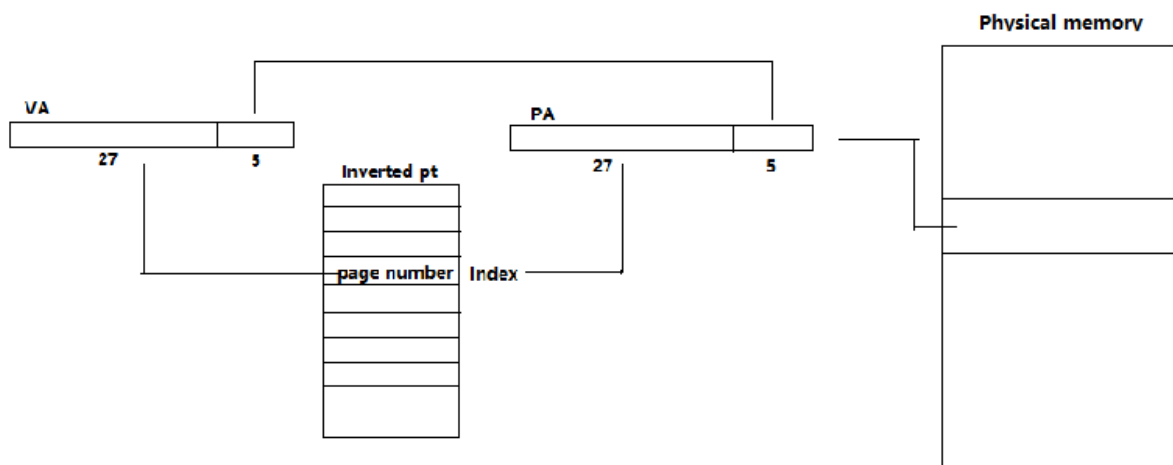 Physical memory
VA
PA
27
5
27
5
Inverted pt
page number
Index